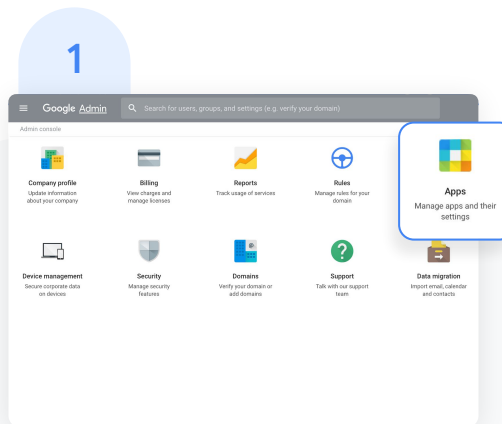 1
Google Admin
Search for users, groups, and settings (e.g. verify your domain)
Admin console
Company profile
Update information
about your company
Billing
View charges and
manage licenses
Reports
Track usage of services
Rules
Manage rules for your
domain
Apps
Manage apps and their
settings
Device management
Secure corporate data
on devices
Security
Manage security
features
Domains
Verify your domain or
add domains
Support
Talk with our support
team
Data migration
Import email, calendar
and contacts